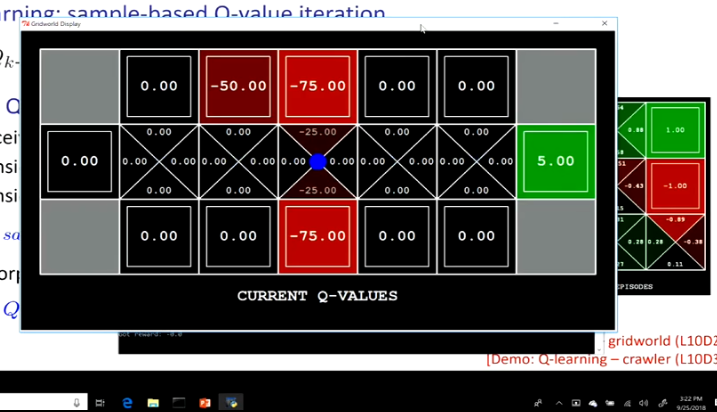 rning: sample-based Q-value iteration
Gridworld Display
0.00 -50.00 -75.00 0.00 0.00
0.00 0.00 -25.00 0.00 0.00
0.00 0.00 0.00 0.00 0.00 0.00 0.00 0.00 0.00 0.00 0.00 5.00
0.00 0.00 -25.00 0.00 0.00
0.00 0.00 -75.00 0.00 0.00
CURRENT Q-VALUES
0.88 1.00
-0.43 -1.00
-0.89
0.28 0.28 -0.38
0.11
EPISODES
Got reward: -0.0
gridworld (L10D2
[Demo: Q-learning – crawler (L10D3
3:22 PM
9/25/2018